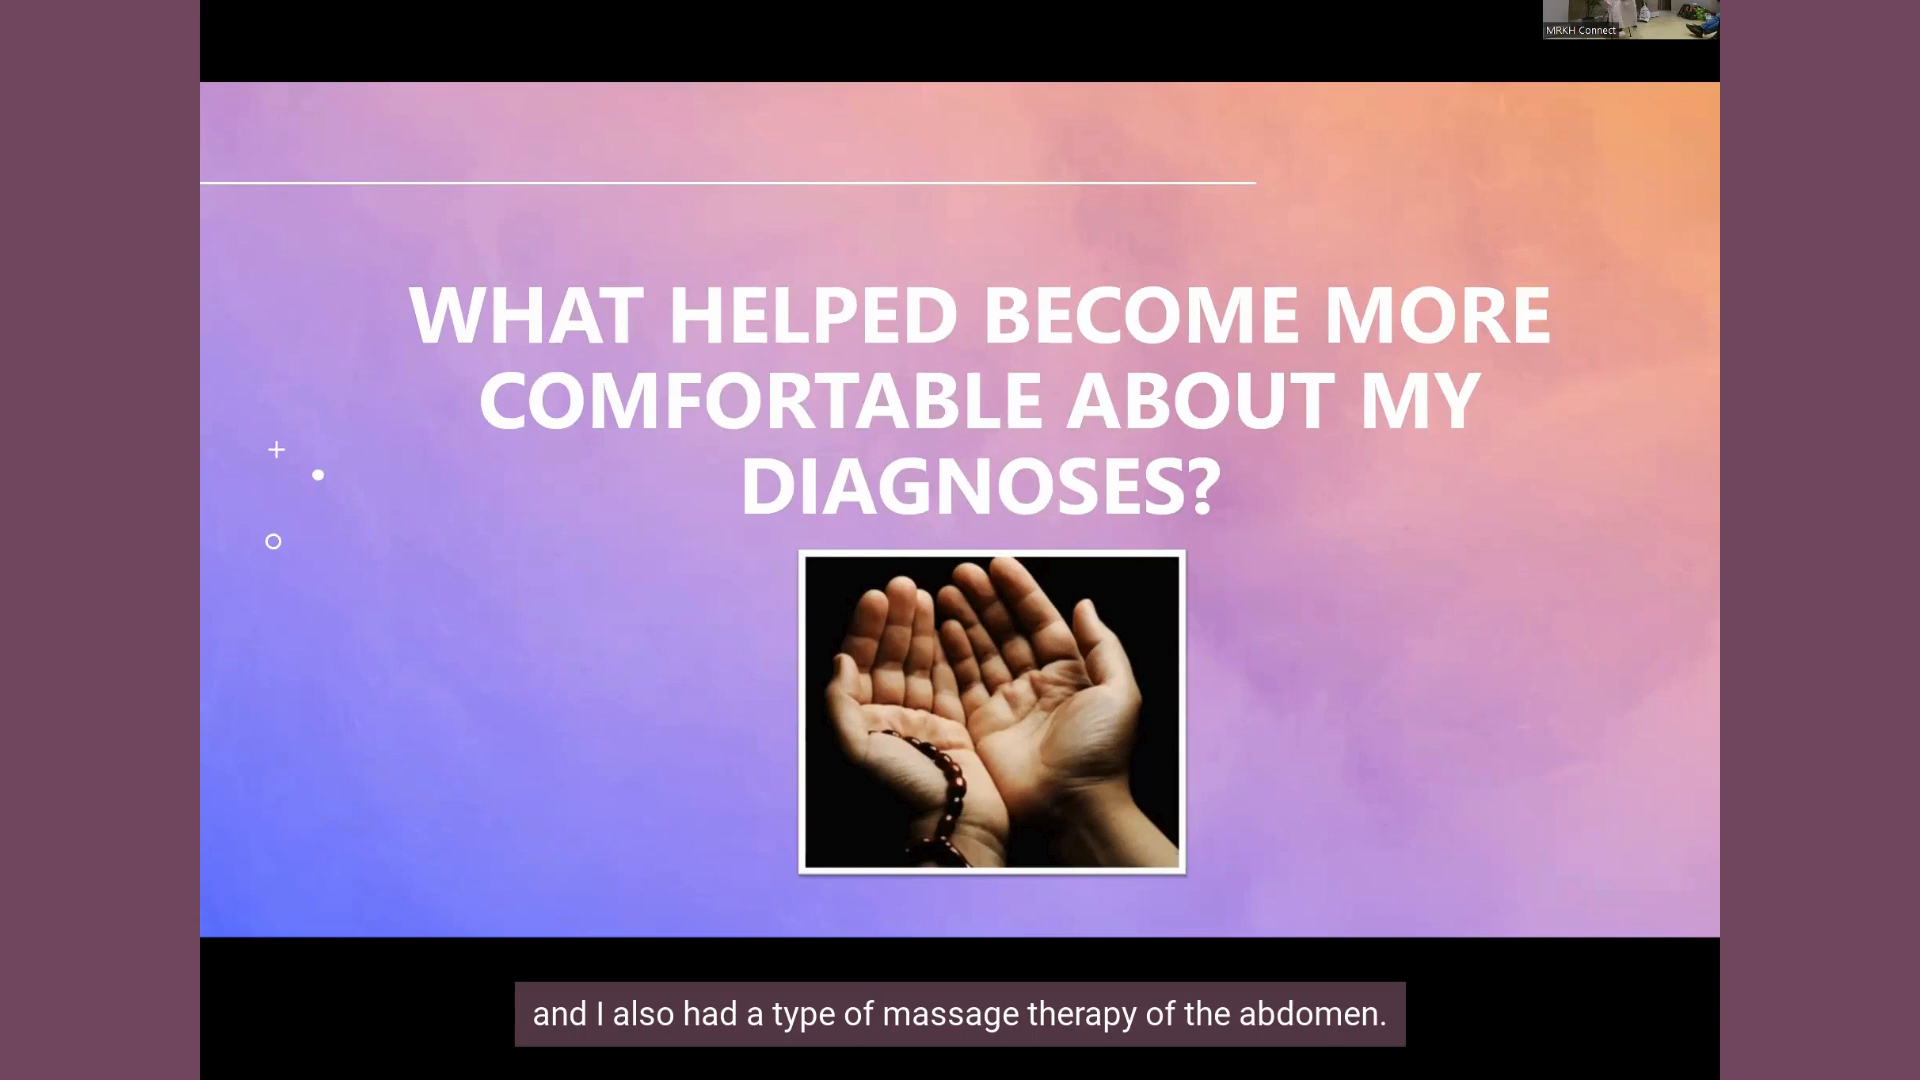 MRKH Connect
WHAT HELPED BECOME MORE
COMFORTABLE ABOUT MY
DIAGNOSES?
and I also had a type of massage therapy of the abdomen.